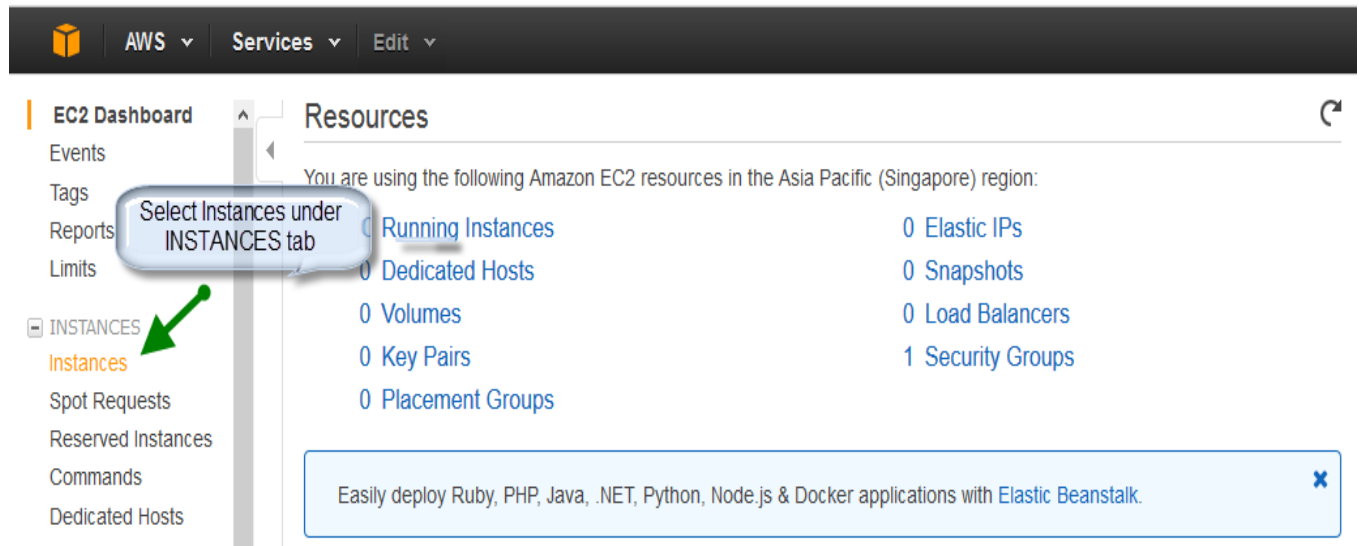 AWS Services Edit
EC2 Dashboard
Events
Tags
Reports
Limits
INSTANCES
Instances
Spot Requests
Reserved Instances
Commands
Dedicated Hosts
Select Instances under
INSTANCES tab
Resources
You are using the following Amazon EC2 resources in the Asia Pacific (Singapore) region:
0 Running Instances
0 Dedicated Hosts
0 Volumes
0 Key Pairs
0 Placement Groups
0 Elastic IPs
0 Snapshots
0 Load Balancers
1 Security Groups
Easily deploy Ruby, PHP, Java, .NET, Python, Node.js & Docker applications with Elastic Beanstalk.